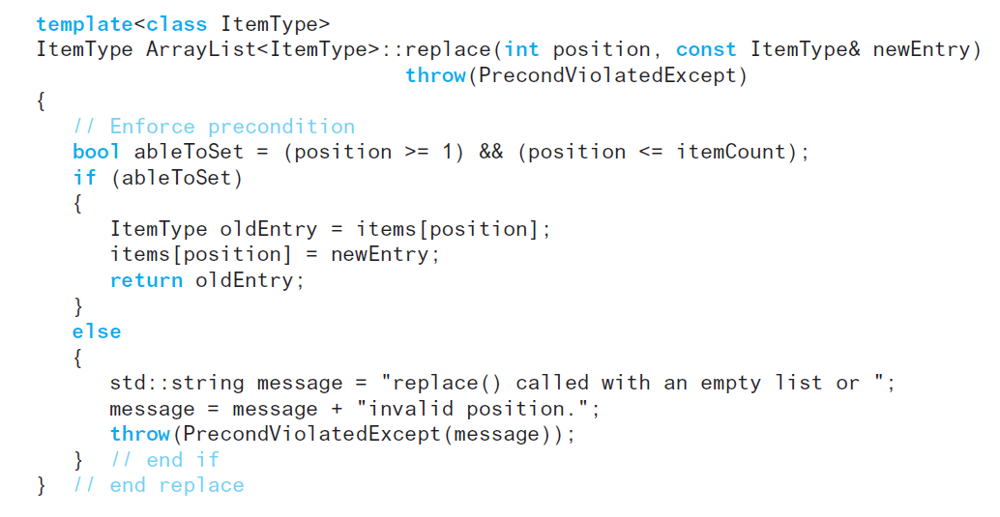 template<class ItemType>
ItemType ArrayList<ItemType>::replace(int position, const ItemType& newEntry)
                              throw(PrecondViolatedExcept)
{
   // Enforce precondition
   bool ableToSet = (position >= 1) && (position <= itemCount);
   if (ableToSet)
   {
      ItemType oldEntry = items[position];
      items[position] = newEntry;
      return oldEntry;
   }
   else
   {
      std::string message = "replace() called with an empty list or ";
      message = message + "invalid position.";
      throw(PrecondViolatedExcept(message));
   }  // end if
}  // end replace